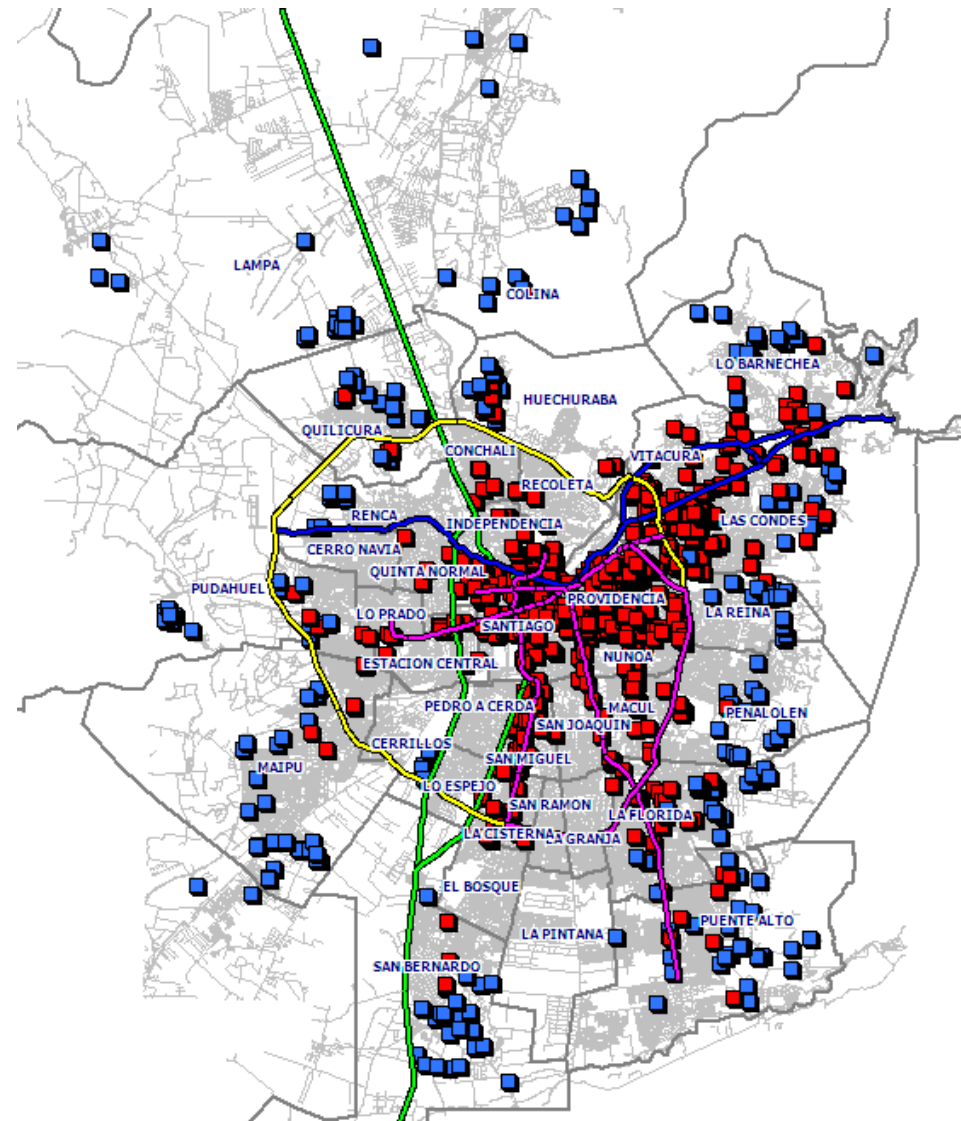 LAMPA
COLINA
LO BARNECHEA
HUECHURABA
QUILICURA
CONCHALI
VITACURA
RECOLETA
RENCA
INDEPENDENCIA
LAS CONDES
CERRO NAVIA
QUINTA NORMAL
PUDAHUEL
PROVIDENCIA
LO PRADO
LA REINA
SANTIAGO
ESTACION CENTRAL
NUNOA
PEDRO A CERDA
MACUL
PENALOLEN
SAN JOAQUIN
CERRILLOS
SAN MIGUEL
MAIPU
LO ESPEJO
SAN RAMON
LA FLORIDA
LA CISTERNA
LA GRANJA
EL BOSQUE
PUENTE ALTO
LA PINTANA
SAN BERNARDO